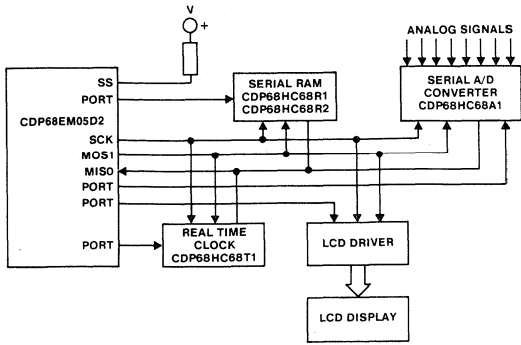 V
+
ANALOG SIGNALS
SS
PORT
CDP68EM05D2
SCK
MOS1
MISO
PORT
PORT
PORT
SERIAL RAM
CDP68HC68R1
CDP68HC68R2
SERIAL A/D
CONVERTER
CDP68HC68A1
REAL TIME
CLOCK
CDP68HC68T1
LCD DRIVER
LCD DISPLAY